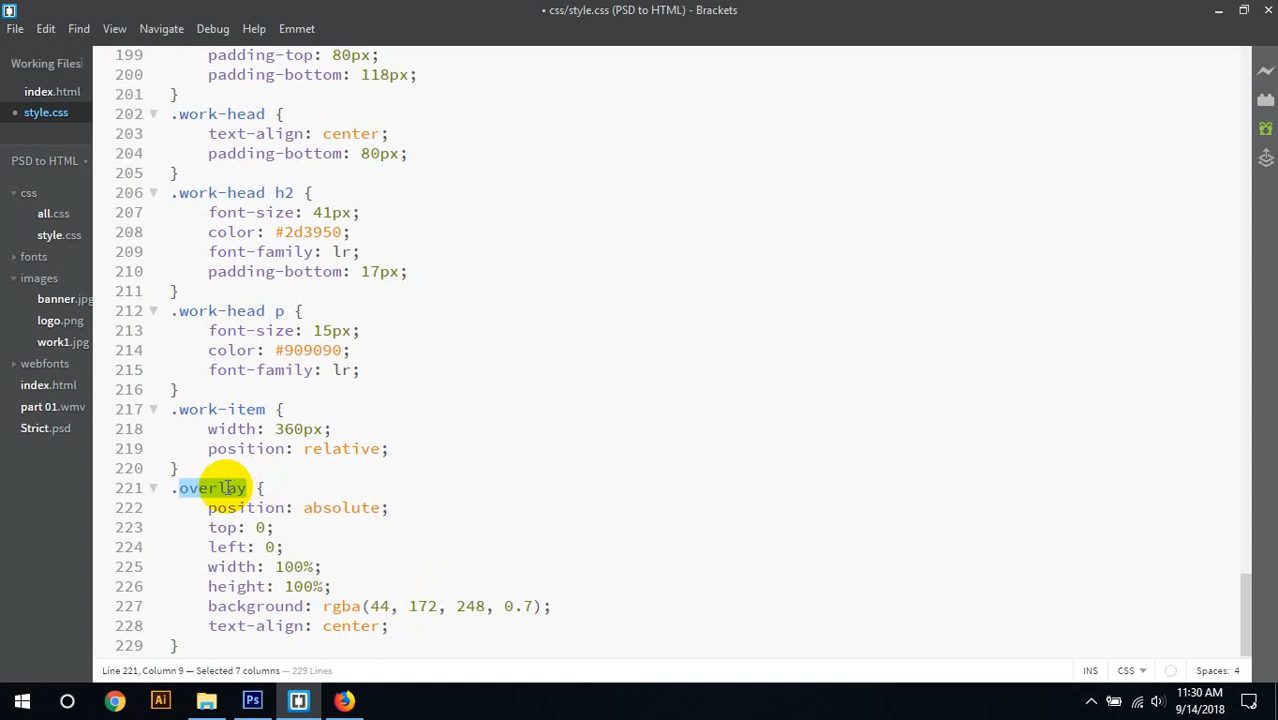 css/style.css (PSD to HTML) - Brackets
File Edit Find View Navigate Debug Help Emmet
Working Files
index.html
style.css
PSD to HTML
css
all.css
style.css
fonts
images
banner.jpg
logo.png
work1.jpg
webfonts
index.html
part 01.wmv
Strict.psd
199 padding-top: 80px;
200 padding-bottom: 118px;
201 }
202 .work-head {
203 text-align: center;
204 padding-bottom: 80px;
205 }
206 .work-head h2 {
207 font-size: 41px;
208 color: #2d3950;
209 font-family: lr;
210 padding-bottom: 17px;
211 }
212 .work-head p {
213 font-size: 15px;
214 color: #909090;
215 font-family: lr;
216 }
217 .work-item {
218 width: 360px;
219 position: relative;
220 }
221 .overlay {
222 position: absolute;
223 top: 0;
224 left: 0;
225 width: 100%;
226 height: 100%;
227 background: rgba(44, 172, 248, 0.7);
228 text-align: center;
229 }
Line 221, Column 9 — Selected 7 columns — 229 Lines
INS CSS Spaces: 4
Ai Ps
11:30 AM
9/14/2018